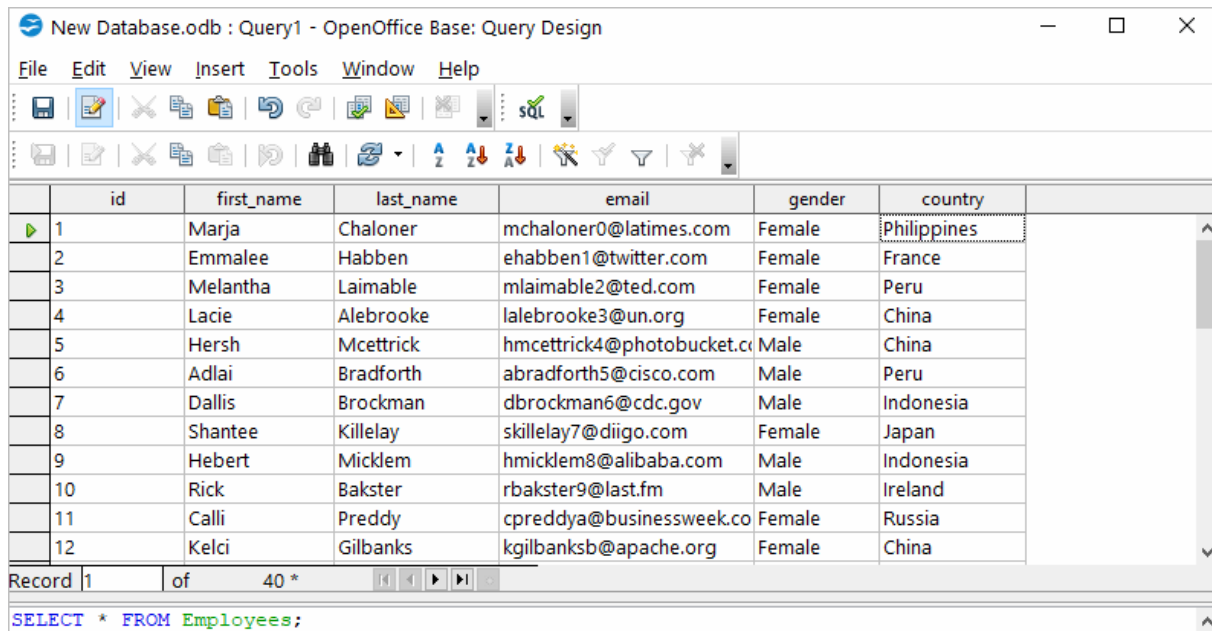 New Database.odb : Query1 - OpenOffice Base: Query Design
File Edit View Insert Tools Window Help
SQL
id first_name last_name email gender country
1 Marja Chaloner mchaloner0@latimes.com Female Philippines
2 Emmalee Habben ehabben1@twitter.com Female France
3 Melantha Laimable mlaimable2@ted.com Female Peru
4 Lacie Alebrooke lalebrooke3@un.org Female China
5 Hersh Mcettrick hmcettrick4@photobucket.c Male China
6 Adlai Bradforth abradforth5@cisco.com Male Peru
7 Dallis Brockman dbrockman6@cdc.gov Male Indonesia
8 Shantee Killelay skillelay7@diigo.com Female Japan
9 Hebert Micklem hmicklem8@alibaba.com Male Indonesia
10 Rick Bakster rbakster9@last.fm Male Ireland
11 Calli Preddy cpreddya@businessweek.co Female Russia
12 Kelci Gilbanks kgilbanksb@apache.org Female China
Record 1 of 40 *
SELECT * FROM Employees;